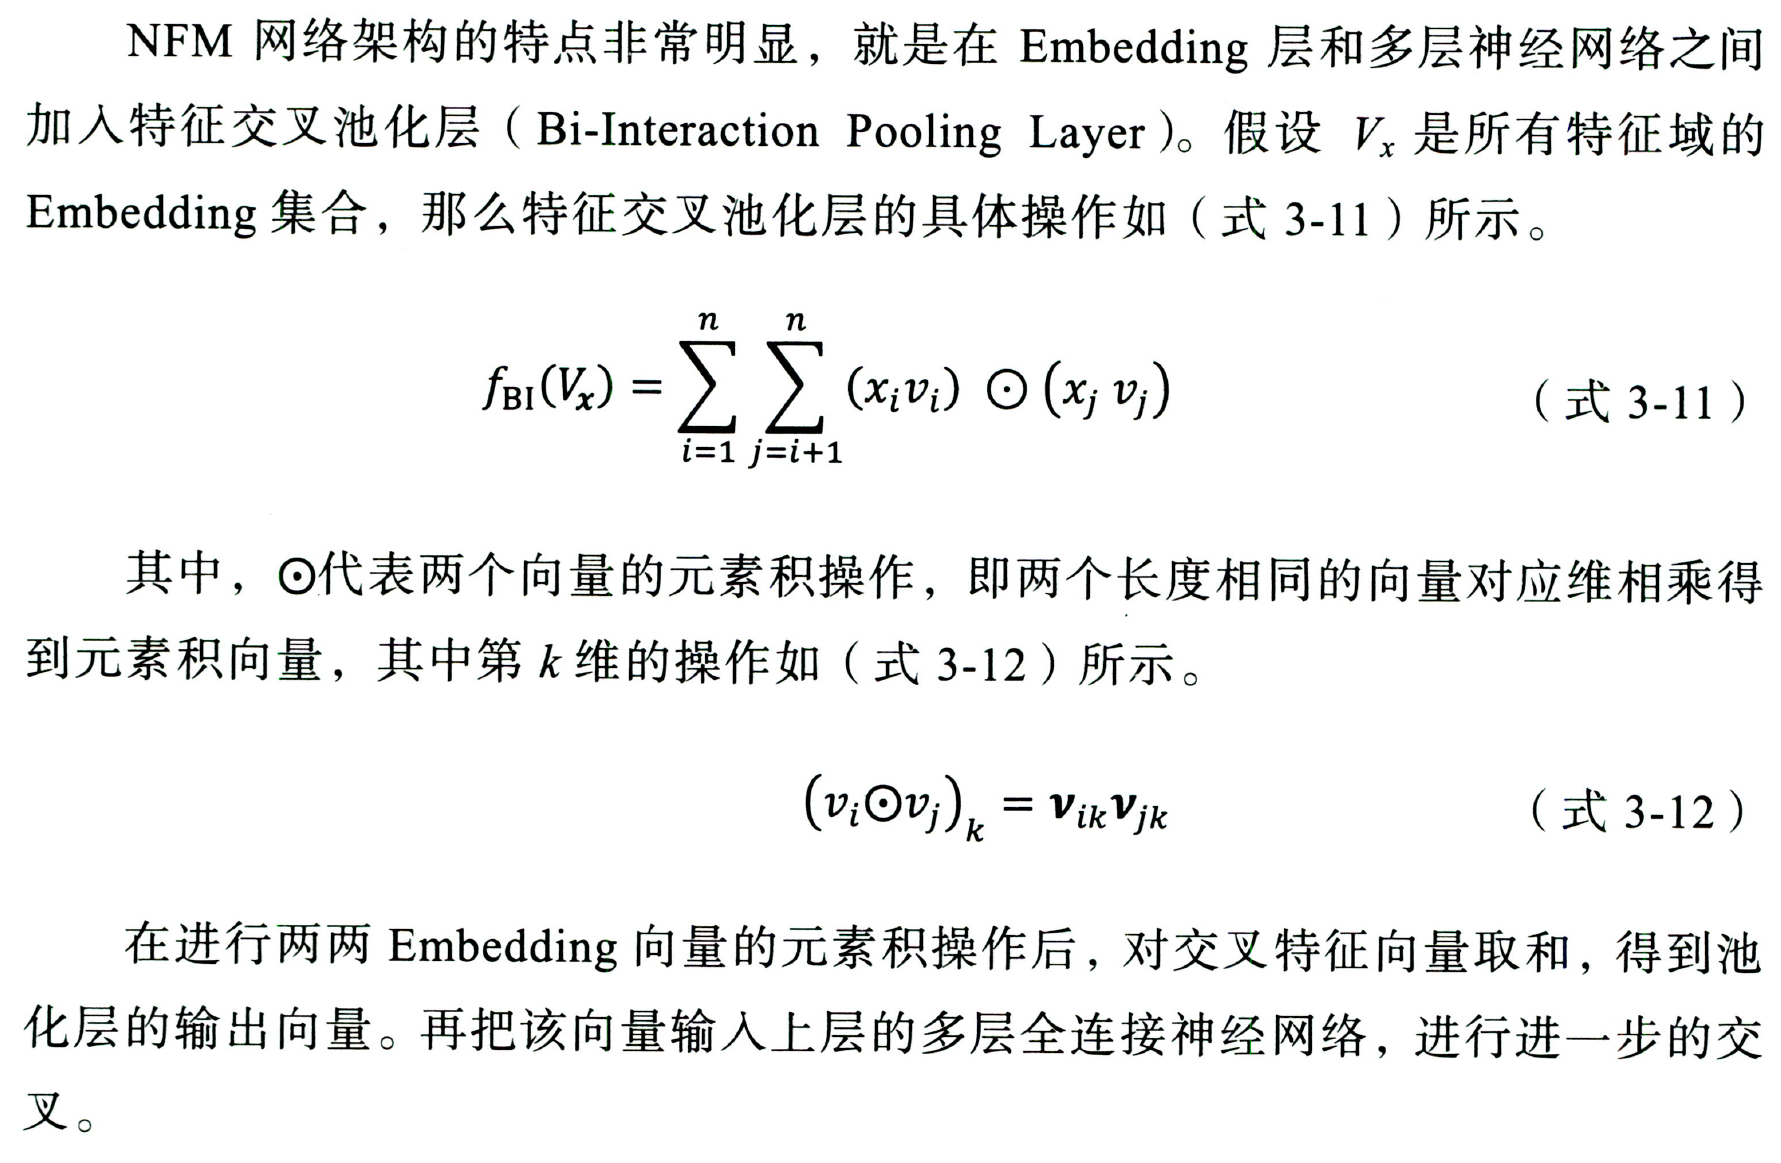 NFM 网络架构的特点非常明显，就是在 Embedding 层和多层神经网络之间
加入特征交叉池化层（Bi-Interaction Pooling Layer）。假设 Vₓ 是所有特征域的
Embedding 集合，那么特征交叉池化层的具体操作如（式 3-11）所示。
$f_{\mathrm{BI}}(V_{\boldsymbol{x}}) = \sum_{i=1}^{n} \sum_{j=i+1}^{n} (x_i v_i) \odot (x_j v_j)$ （式 3-11）
其中，⊙代表两个向量的元素积操作，即两个长度相同的向量对应维相乘得
到元素积向量，其中第 k 维的操作如（式 3-12）所示。
$(v_i \odot v_j)_k = \boldsymbol{v}_{ik} \boldsymbol{v}_{jk}$ （式 3-12）
在进行两两 Embedding 向量的元素积操作后，对交叉特征向量取和，得到池
化层的输出向量。再把该向量输入上层的多层全连接神经网络，进行进一步的交
叉。